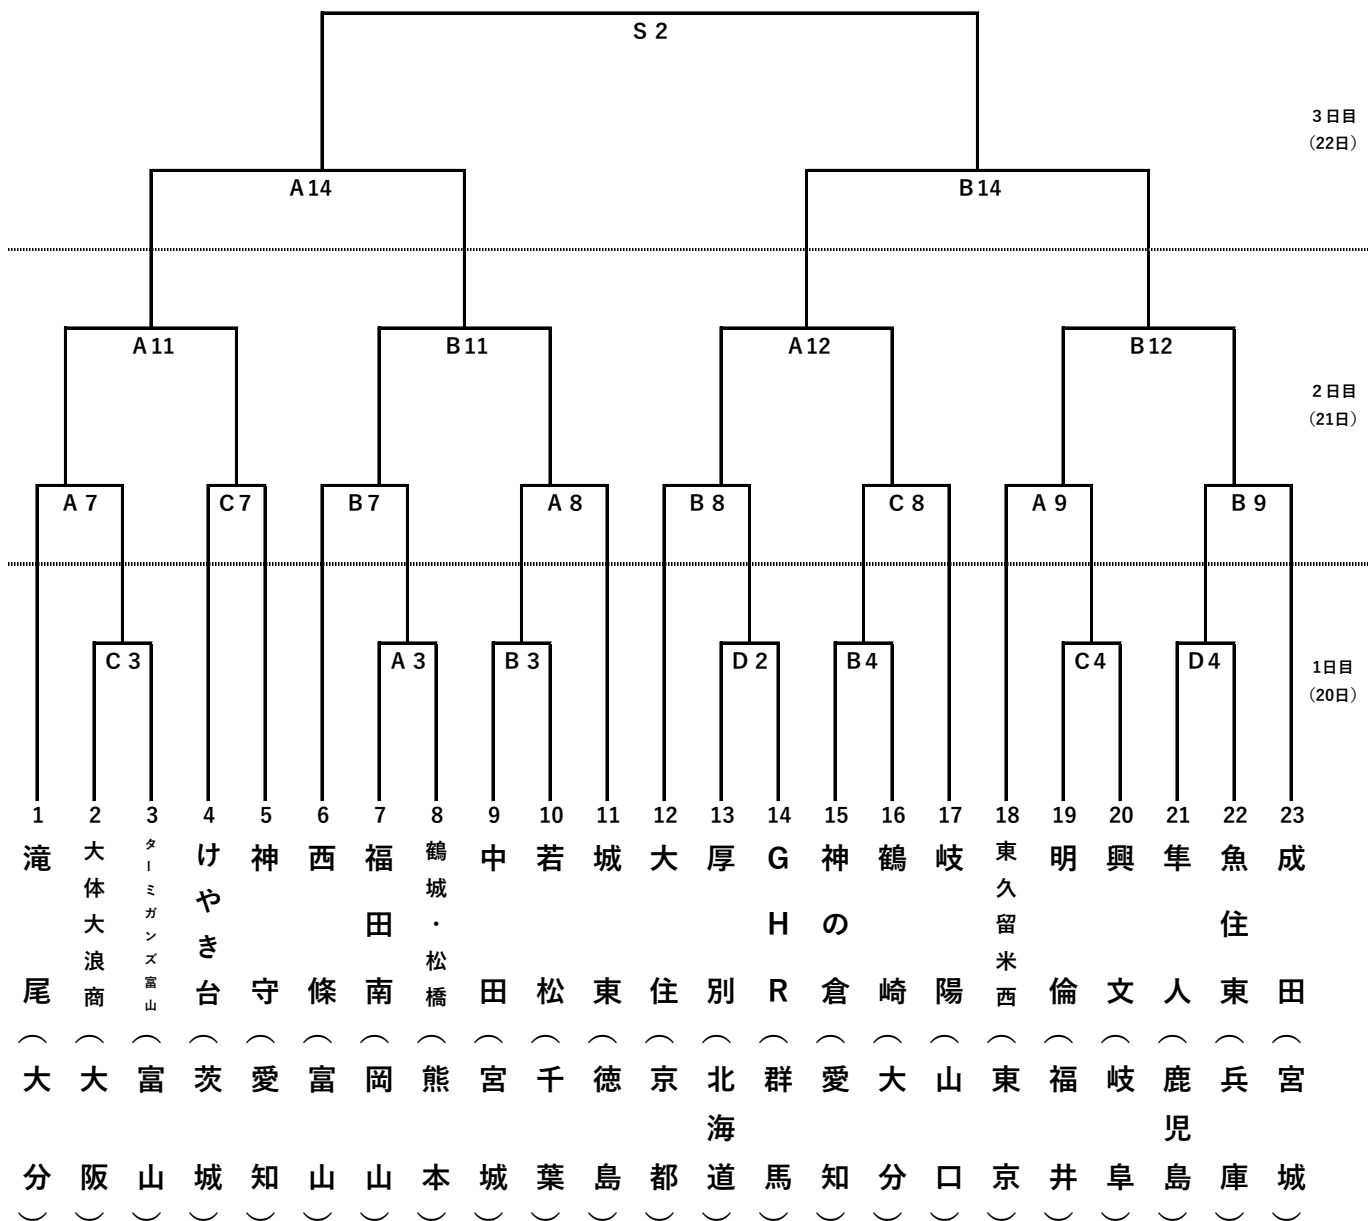 S 2
3日目
（22日）
A14
B14
A11
B11
A12
B12
2日目
（21日）
A 7
C7
B7
A 8
B 8
C 8
A 9
B 9
C 3
A 3
B 3
D 2
B4
C4
D4
1日目
（20日）
1
2
3
4
5
6
7
8
9
10
11
12
13
14
15
16
17
18
19
20
21
22
23
滝尾（大分）
大体大浪商（大阪）
ターミガンズ富山（富山）
けやき台（茨城）
神守（愛知）
西條（富山）
福田南（岡山）
鶴城・松橋（熊本）
中田（宮城）
若松（千葉）
城東（徳島）
大住（京都）
厚別（北海道）
GHR（群馬）
神の倉（愛知）
鶴崎（大分）
岐陽（山口）
東久留米西（東京）
明倫（福井）
興文（岐阜）
隼人（鹿児島）
魚住東（兵庫）
成田（宮城）